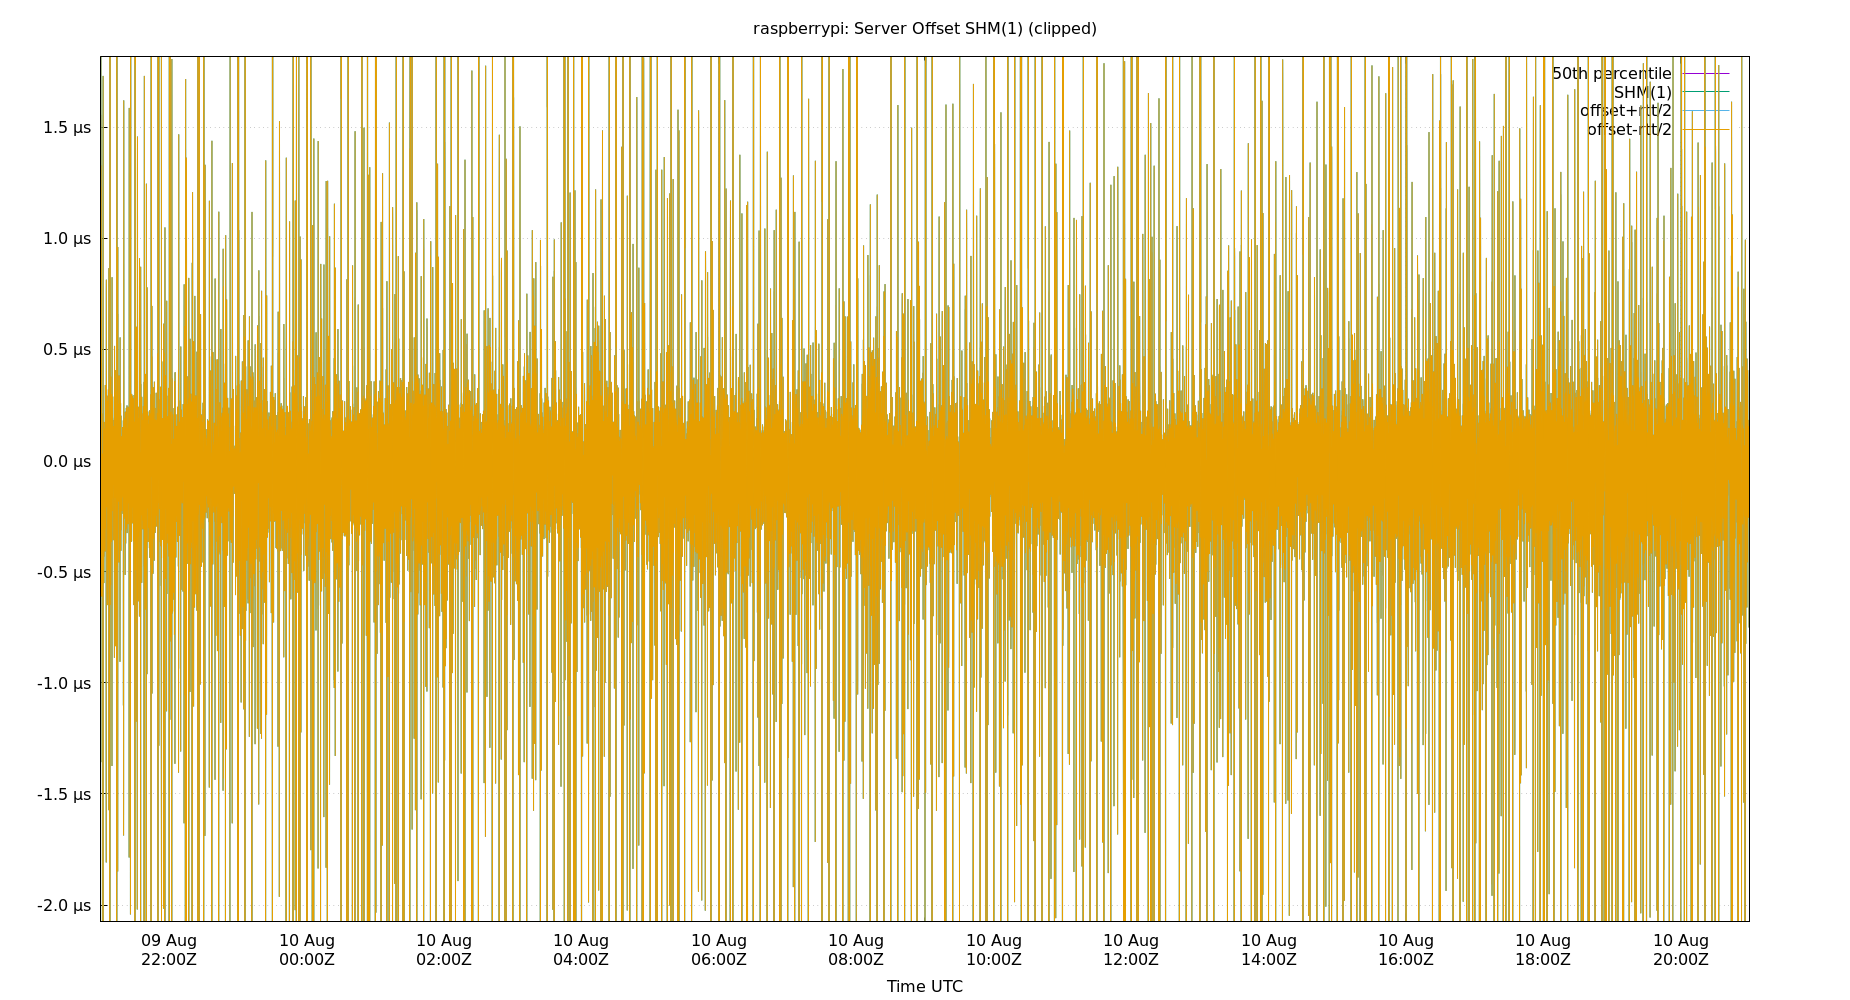 raspberrypi: Server Offset SHM(1) (clipped)
50th percentile
SHM(1)
offset+rtt/2
offset-rtt/2
1.5 µs
1.0 µs
0.5 µs
0.0 µs
-0.5 µs
-1.0 µs
-1.5 µs
-2.0 µs
09 Aug 10 Aug 10 Aug 10 Aug 10 Aug 10 Aug 10 Aug 10 Aug 10 Aug 10 Aug 10 Aug 10 Aug
22:00Z 00:00Z 02:00Z 04:00Z 06:00Z 08:00Z 10:00Z 12:00Z 14:00Z 16:00Z 18:00Z 20:00Z
Time UTC